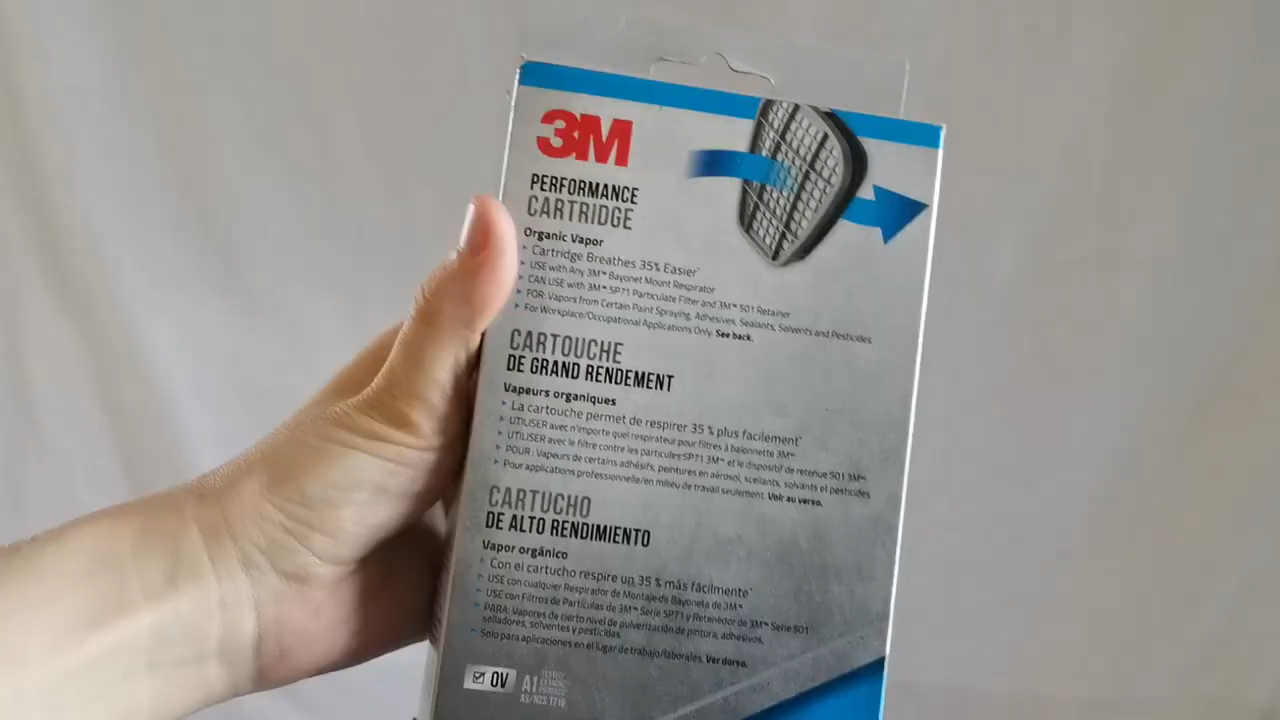 3M
PERFORMANCE
CARTRIDGE
Organic Vapor
Cartridge Breathes 35% Easier*
USE with Any 3M™ Bayonet Mount Respirator
CAN USE with 3M™ 5P71 Particulate Filter and 3M™ 501 Retainer
FOR: Vapors from Certain Paint Spraying, Adhesives, Sealants, Solvents and Pesticides
For Workplace/Occupational Applications Only. See back.
CARTOUCHE
DE GRAND RENDEMENT
Vapeurs organiques
La cartouche permet de respirer 35 % plus facilement*
UTILISER avec n'importe quel respirateur pour filtres à baïonnette 3M™
UTILISER avec le filtre contre les particules 5P71 3M™ et le dispositif de retenue 501 3M™
POUR : Vapeurs de certains adhésifs, peintures en aérosol, scellants, solvants et pesticides
Pour applications professionnelle/en milieu de travail seulement. Voir au verso.
CARTUCHO
DE ALTO RENDIMIENTO
Vapor orgánico
Con el cartucho respire un 35 % más fácilmente*
USE con cualquier Respirador de Montaje de Bayoneta de 3M™
USE con Filtros de Partículas de 3M™ Serie 5P71 y Retenedor de 3M™ Serie 501
PARA: Vapores de cierto nivel de pulverización de pintura, adhesivos,
selladores, solventes y pesticidas.
Solo para aplicaciones en el lugar de trabajo/laborales. Ver dorso.
OV
A1
AS/NZS 1716